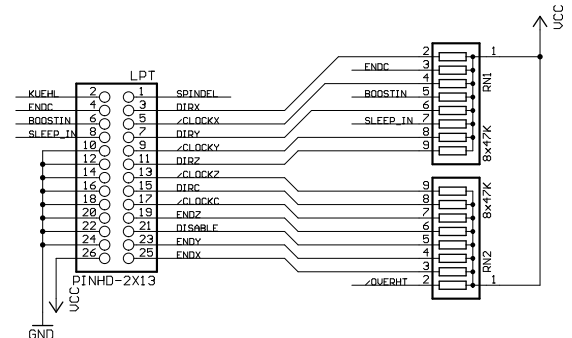 VCC
LPT
KUEHL 2 1 SPINDEL
ENDC 4 3 DIRX
BOOSTIN 6 5 /CLOCKX
SLEEP_IN 8 7 DIRY
10 9 /CLOCKY
12 11 DIRZ
14 13 /CLOCKZ
16 15 DIRC
18 17 /CLOCKC
20 19 ENDZ
22 21 DISABLE
24 23 ENDY
26 25 ENDX
PINHD-2X13
VCC
GND
2 1
ENDC 3
4
BOOSTIN 5
6
SLEEP_IN 7
8
9
RN1
8x47K
9
8
7
6
5
4
3
/OVERHT 2 1
8x47K
RN2